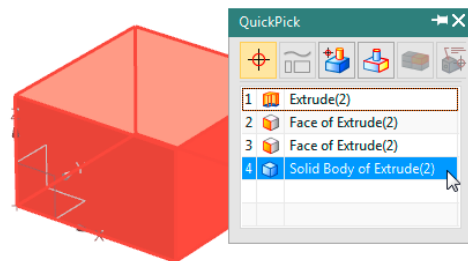 QuickPick
1 Extrude(2)
2 Face of Extrude(2)
3 Face of Extrude(2)
4 Solid Body of Extrude(2)
X